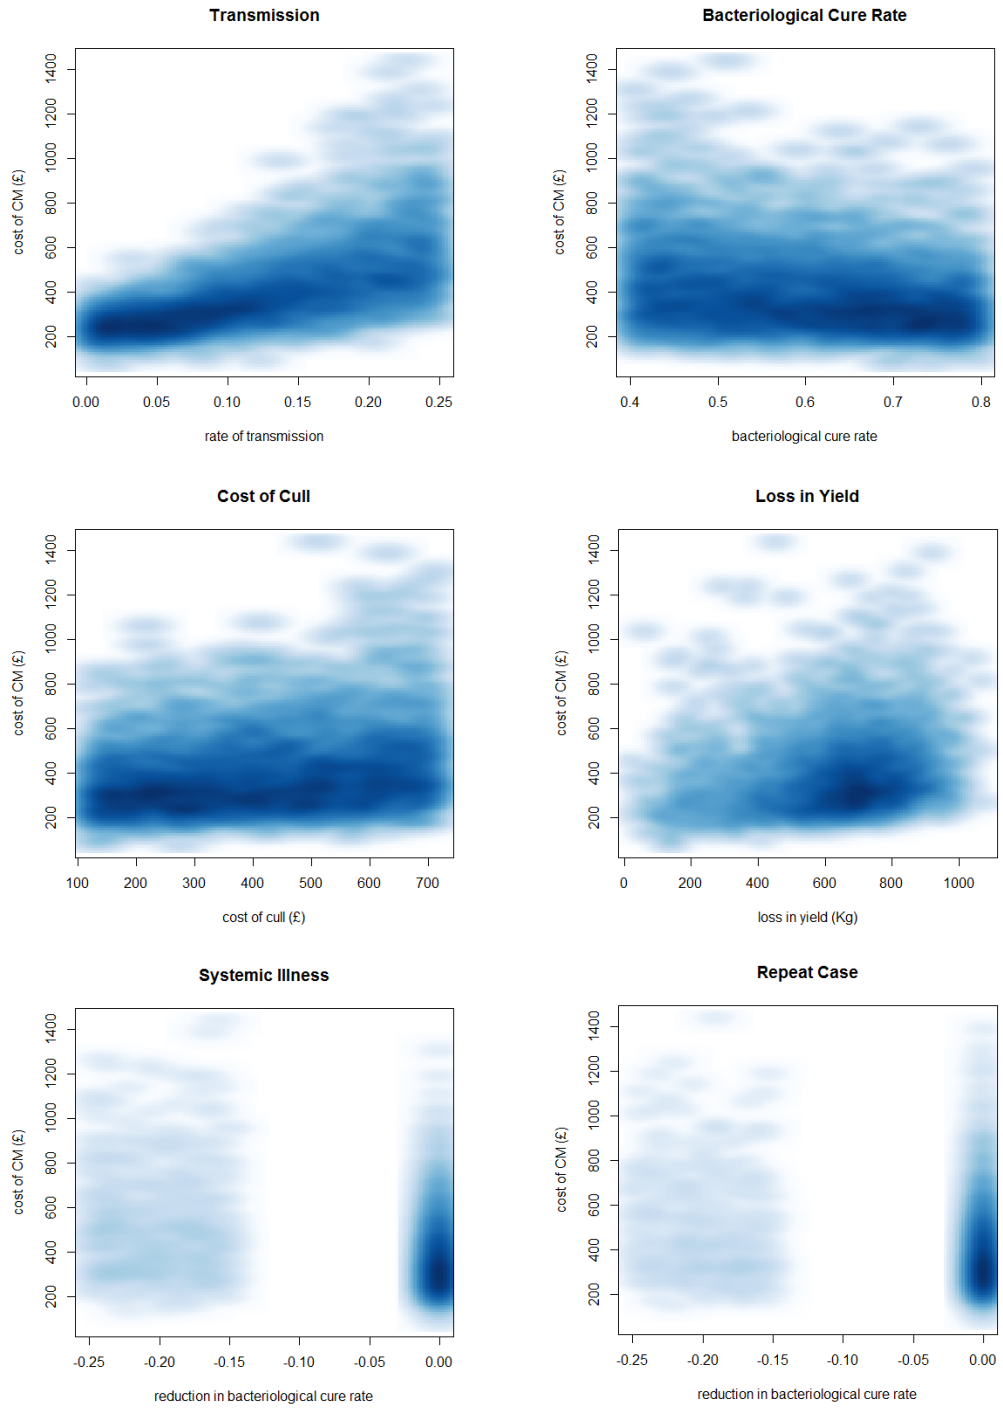 Transmission
Bacteriological Cure Rate
cost of CM (£)
200 400 600 800 1000 1200 1400
0.00 0.05 0.10 0.15 0.20 0.25
rate of transmission
cost of CM (£)
200 400 600 800 1000 1200 1400
0.4 0.5 0.6 0.7 0.8
bacteriological cure rate
Cost of Cull
Loss in Yield
cost of CM (£)
200 400 600 800 1000 1200 1400
100 200 300 400 500 600 700
cost of cull (£)
cost of CM (£)
200 400 600 800 1000 1200 1400
0 200 400 600 800 1000
loss in yield (Kg)
Systemic Illness
Repeat Case
cost of CM (£)
200 400 600 800 1000 1200 1400
-0.25 -0.20 -0.15 -0.10 -0.05 0.00
reduction in bacteriological cure rate
cost of CM (£)
200 400 600 800 1000 1200 1400
-0.25 -0.20 -0.15 -0.10 -0.05 0.00
reduction in bacteriological cure rate